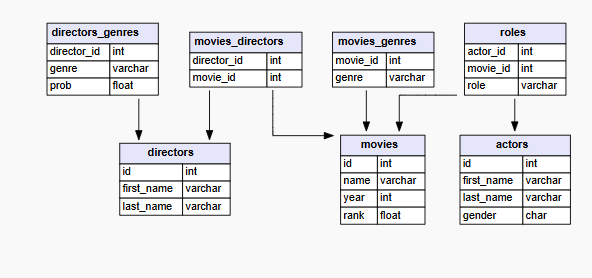 directors_genres
director_id int
genre varchar
prob float
movies_directors
director_id int
movie_id int
movies_genres
movie_id int
genre varchar
roles
actor_id int
movie_id int
role varchar
directors
id int
first_name varchar
last_name varchar
movies
id int
name varchar
year int
rank float
actors
id int
first_name varchar
last_name varchar
gender char